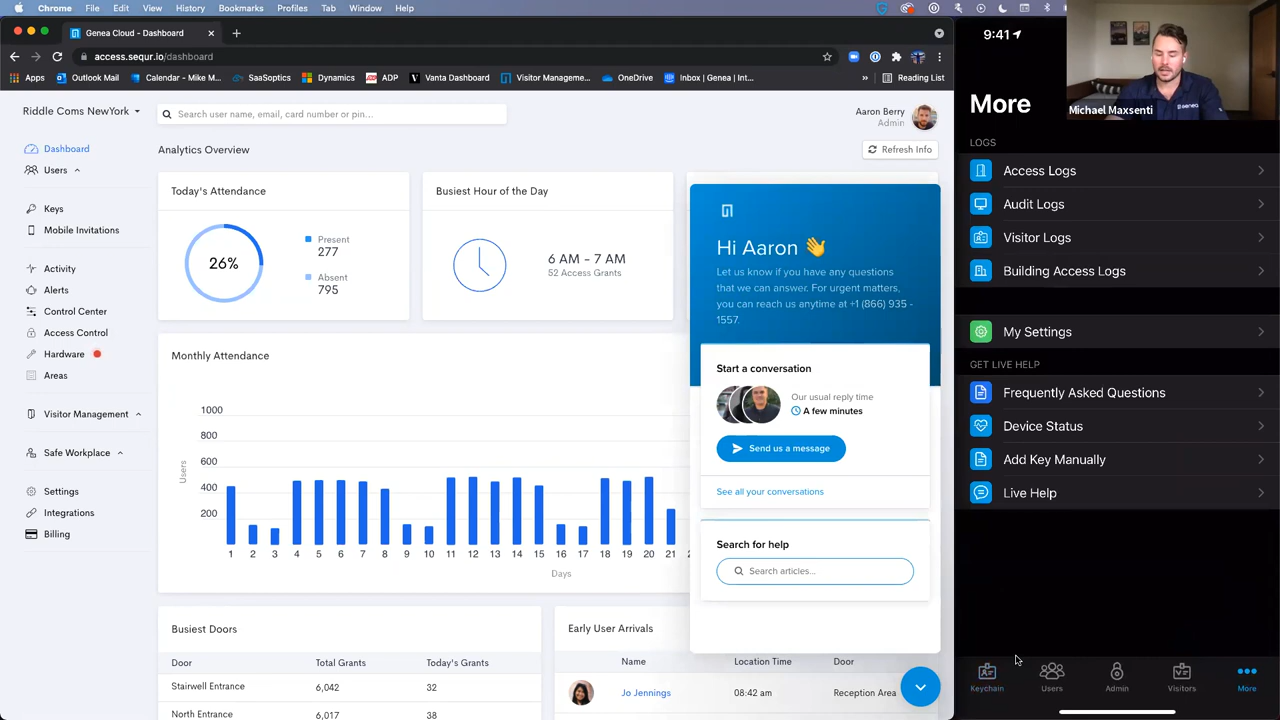 Chrome File Edit View History Bookmarks Profiles Tab Window Help
Genea Cloud - Dashboard
access.sequr.io/dashboard
Apps Outlook Mail Calendar - Mike M... SaaSoptics Dynamics ADP Vanta Dashboard Visitor Manageme... OneDrive Inbox | Genea | Int... » Reading List
Riddle Coms NewYork
Search user name, email, card number or pin...
Aaron Berry
Admin
Dashboard
Users
Keys
Mobile Invitations
Activity
Alerts
Control Center
Access Control
Hardware
Areas
Visitor Management
Safe Workplace
Settings
Integrations
Billing
Analytics Overview
Refresh Info
Today's Attendance
26%
Present
277
Absent
795
Busiest Hour of the Day
6 AM - 7 AM
52 Access Grants
Monthly Attendance
1000
800
600
400
200
Users
1 2 3 4 5 6 7 8 9 10 11 12 13 14 15 16 17 18 19 20 21
Days
Busiest Doors
Door Total Grants Today's Grants
Stairwell Entrance 6,042 32
North Entrance 6,017 38
Early User Arrivals
Name Location Time Door
Jo Jennings 08:42 am Reception Area
Hi Aaron 👋
Let us know if you have any questions
that we can answer. For urgent matters,
you can reach us anytime at +1 (866) 935 -
1557.
Start a conversation
Our usual reply time
A few minutes
Send us a message
See all your conversations
Search for help
Search articles...
9:41
More
Michael Maxsenti
genea
LOGS
Access Logs
Audit Logs
Visitor Logs
Building Access Logs
My Settings
GET LIVE HELP
Frequently Asked Questions
Device Status
Add Key Manually
Live Help
Keychain Users Admin Visitors More